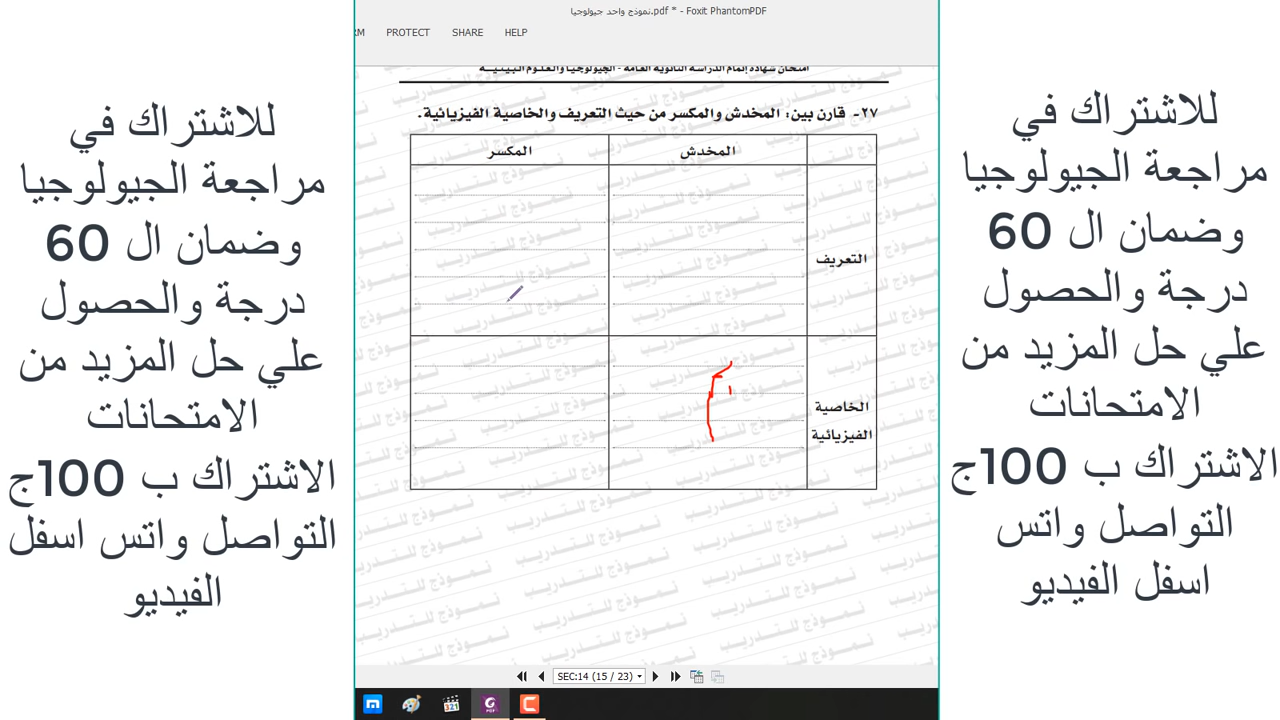 نموذج واحد جيولوجيا.pdf * - Foxit PhantomPDF
PROTECT SHARE HELP
للاشتراك في
مراجعة الجيولوجيا
وضمان ال 60
درجة والحصول
علي حل المزيد من
الامتحانات
الاشتراك ب 100ج
التواصل واتس
اسفل الفيديو
امتحان شهادة إتمام الدراسة الثانوية العامة - الجيولوجيا والعلوم البيئية
٢٧- قارن بين: المخدش والمكسر من حيث التعريف والخاصية الفيزيائية.
المخدش المكسر
التعريف
الخاصية
الفيزيائية
نموذج للتدريب
للاشتراك في
مراجعة الجيولوجيا
وضمان ال 60
درجة والحصول
علي حل المزيد من
الامتحانات
الاشتراك ب 100ج
التواصل واتس اسفل
الفيديو
SEC:14 (15 / 23)